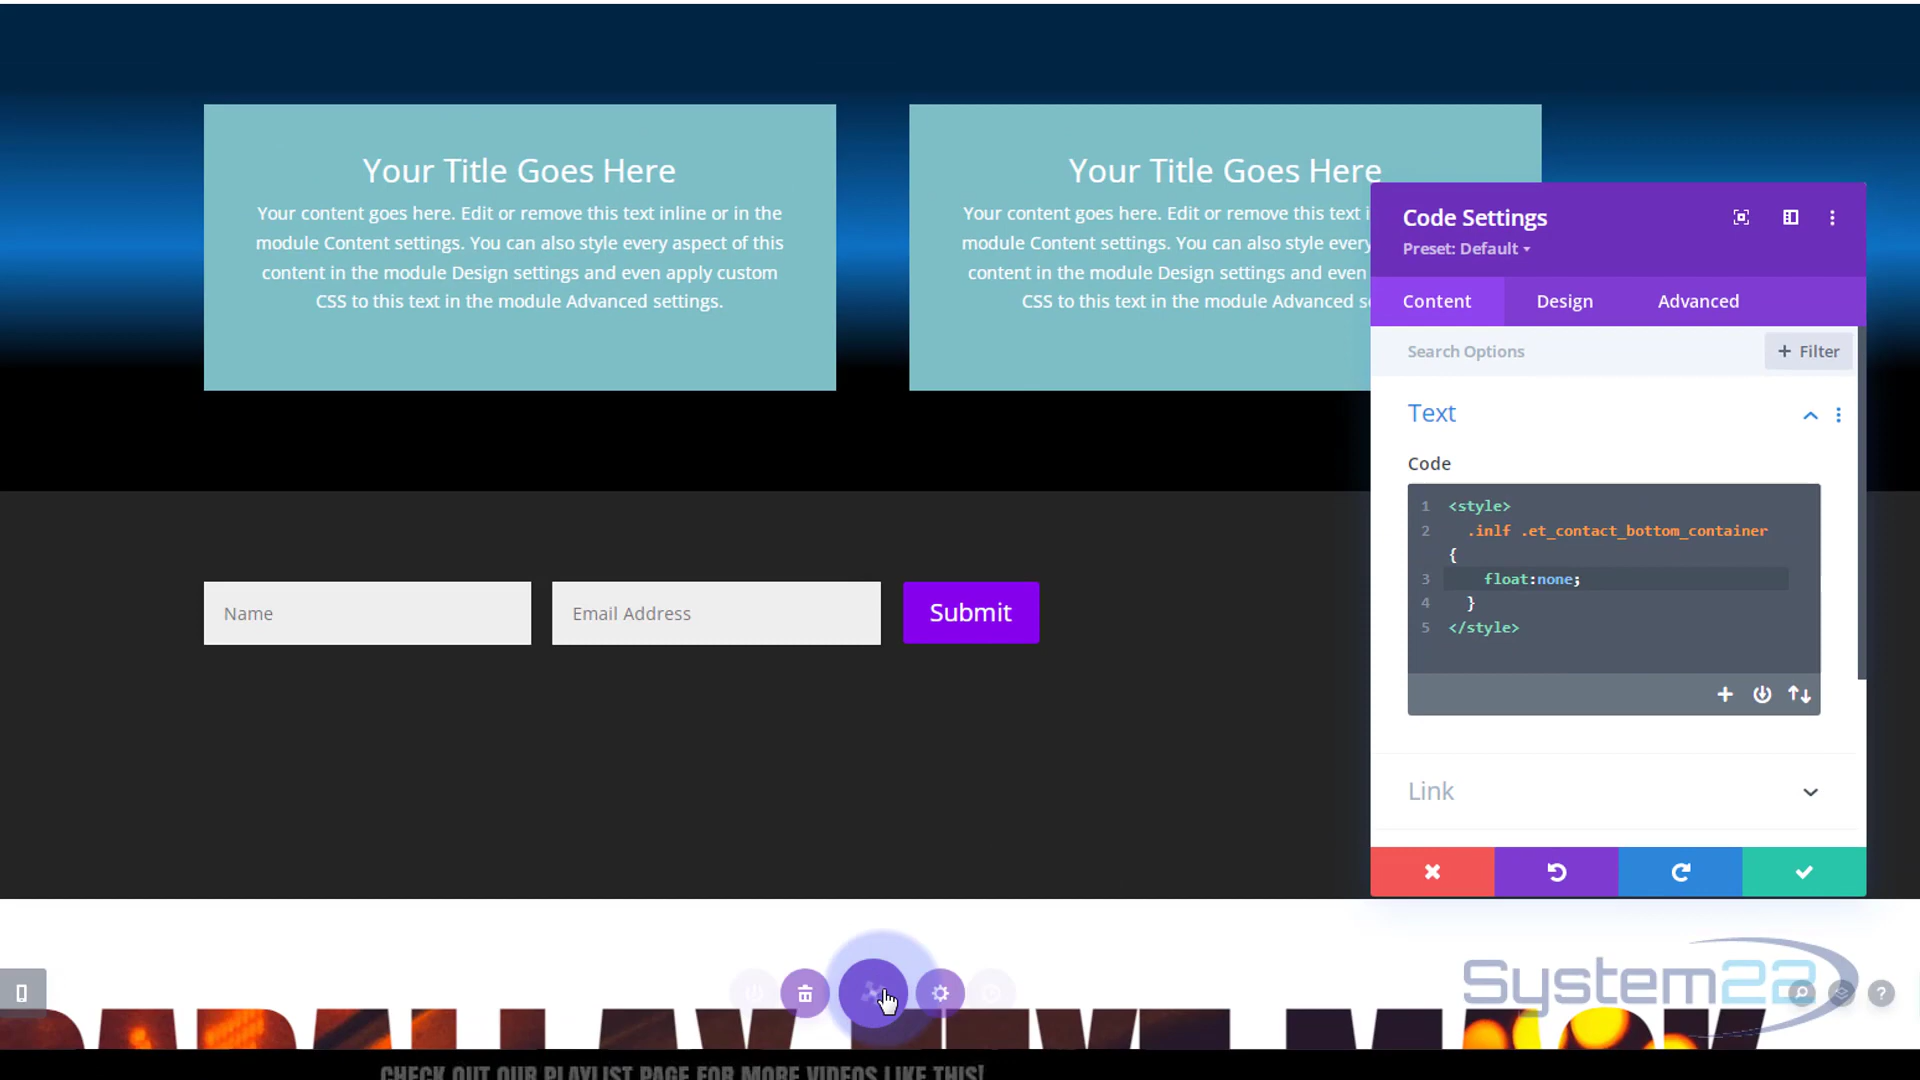 Your Title Goes Here
Your content goes here. Edit or remove this text inline or in the
module Content settings. You can also style every aspect of this
content in the module Design settings and even apply custom
CSS to this text in the module Advanced settings.
Your Title Goes Here
Your content goes here. Edit or remove this text i
module Content settings. You can also style every
content in the module Design settings and even
CSS to this text in the module Advanced se
Code Settings
Preset: Default
Content
Design
Advanced
Search Options
+ Filter
Text
Code
1 <style>
2 .inlf .et_contact_bottom_container
{
3 float:none;
4 }
5 </style>
Link
Name
Email Address
Submit
System22
?
PARALLAX TEXT MASK
CHECK OUT OUR PLAYLIST PAGE FOR MORE VIDEOS LIKE THIS!